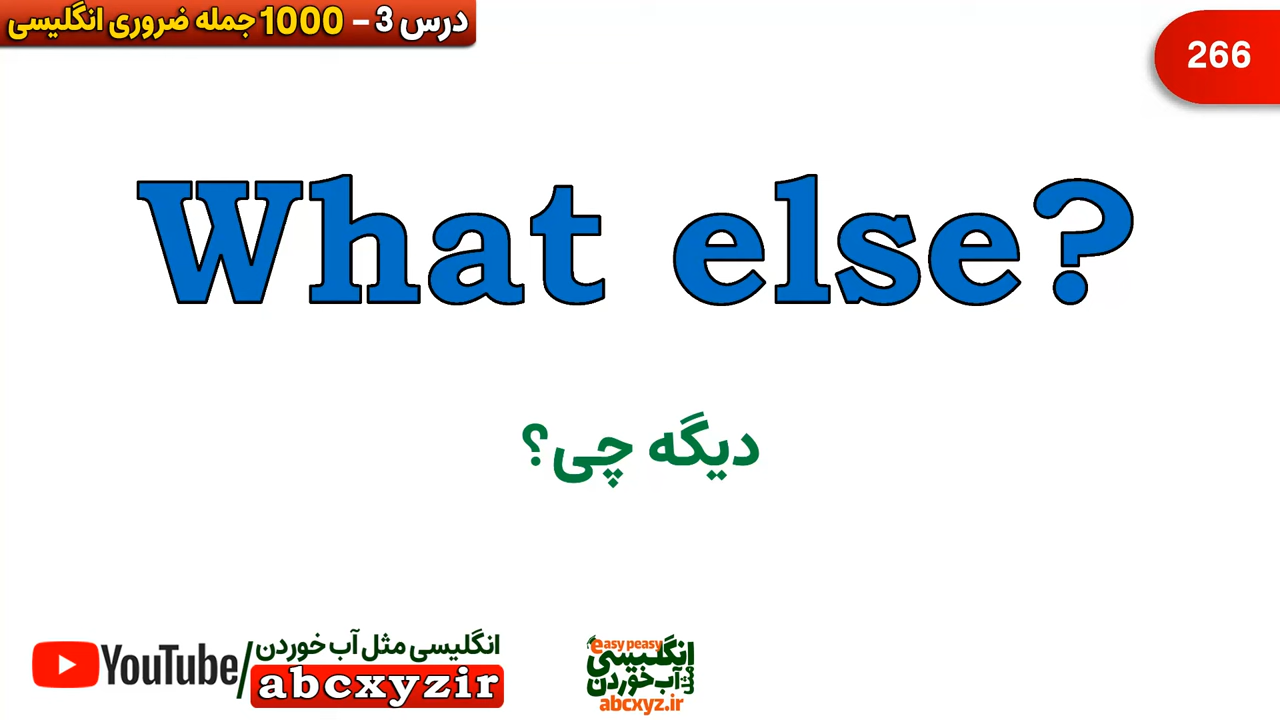 درس 3 – 1000 جمله ضروری انگلیسی
266
What else?
دیگه چی؟
YouTube/انگلیسی مثل آب خوردن
abcxyzir
easy peasy
انگلیسی
مثل آب خوردن
abcxyz.ir